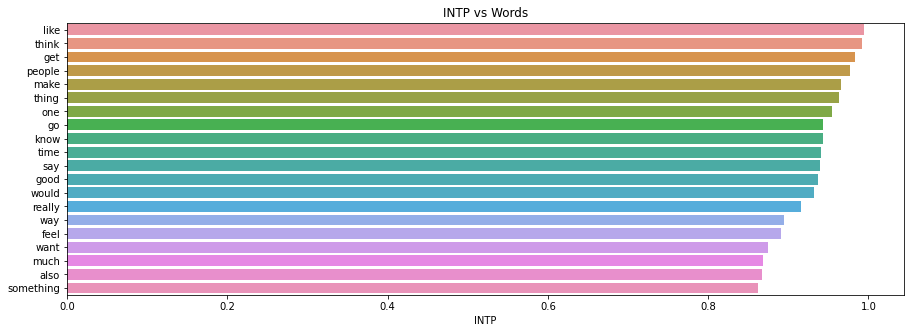 INTP vs Words
like
think
get
people
make
thing
one
go
know
time
say
good
would
really
way
feel
want
much
also
something
0.0 0.2 0.4 0.6 0.8 1.0
INTP